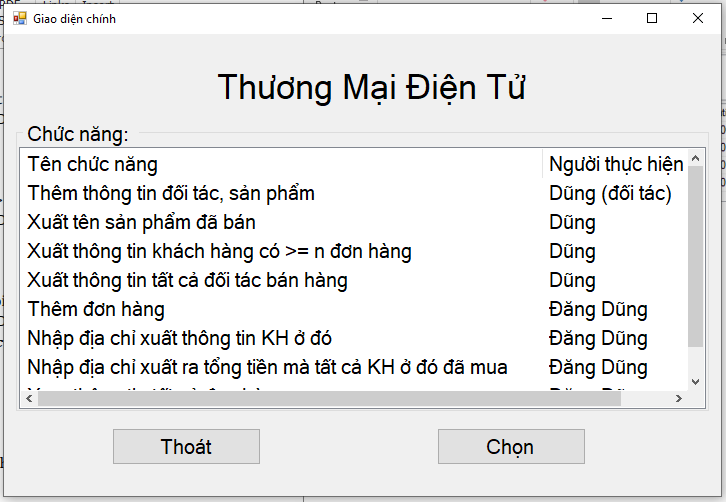 Giao diện chính
Thương Mại Điện Tử
Chức năng:
Tên chức năng Người thực hiện
Thêm thông tin đối tác, sản phẩm Dũng (đối tác)
Xuất tên sản phẩm đã bán Dũng
Xuất thông tin khách hàng có >= n đơn hàng Dũng
Xuất thông tin tất cả đối tác bán hàng Dũng
Thêm đơn hàng Đăng Dũng
Nhập địa chỉ xuất thông tin KH ở đó Đăng Dũng
Nhập địa chỉ xuất ra tổng tiền mà tất cả KH ở đó đã mua Đăng Dũng
Đăng Dũng
Thoát Chọn